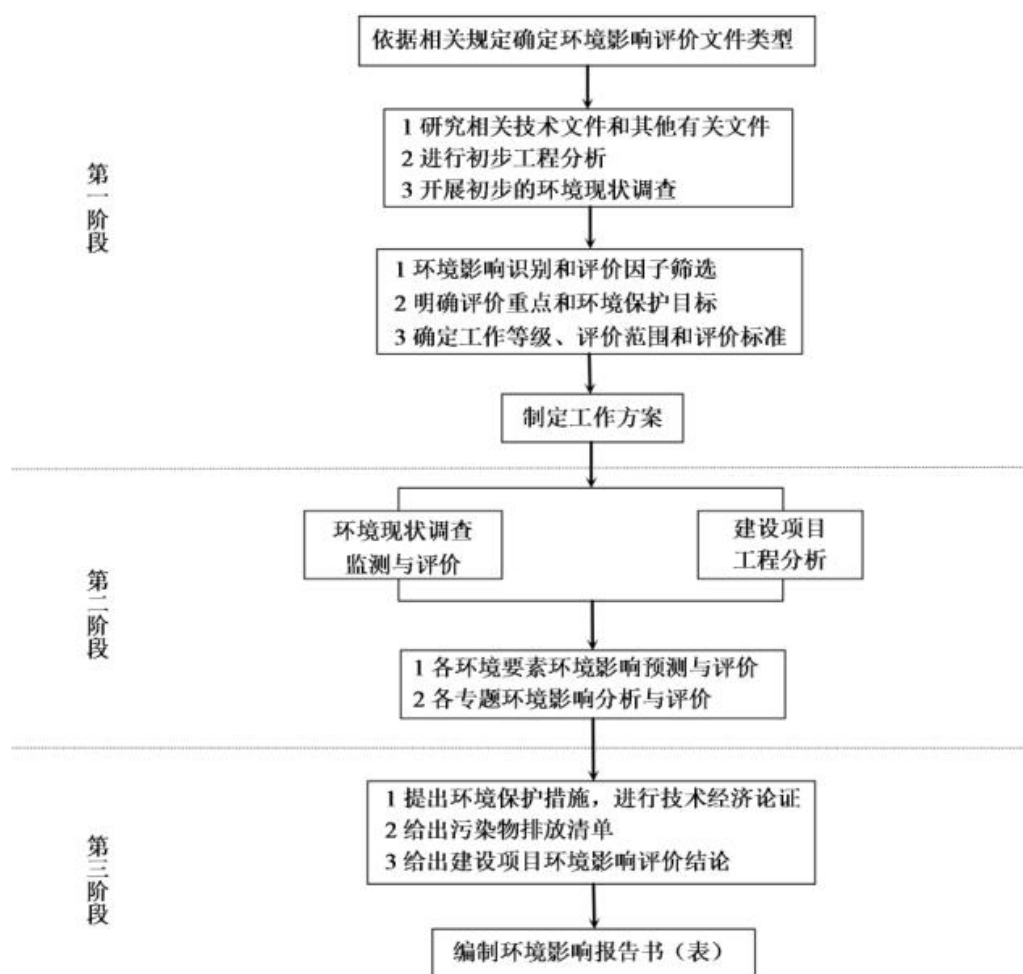 依据相关规定确定环境影响评价文件类型
1 研究相关技术文件和其他有关文件
2 进行初步工程分析
3 开展初步的环境现状调查
第一阶段
1 环境影响识别和评价因子筛选
2 明确评价重点和环境保护目标
3 确定工作等级、评价范围和评价标准
制定工作方案
环境现状调查
监测与评价
建设项目
工程分析
第二阶段
1 各环境要素环境影响预测与评价
2 各专题环境影响分析与评价
1 提出环境保护措施，进行技术经济论证
2 给出污染物排放清单
3 给出建设项目环境影响评价结论
第三阶段
编制环境影响报告书（表）